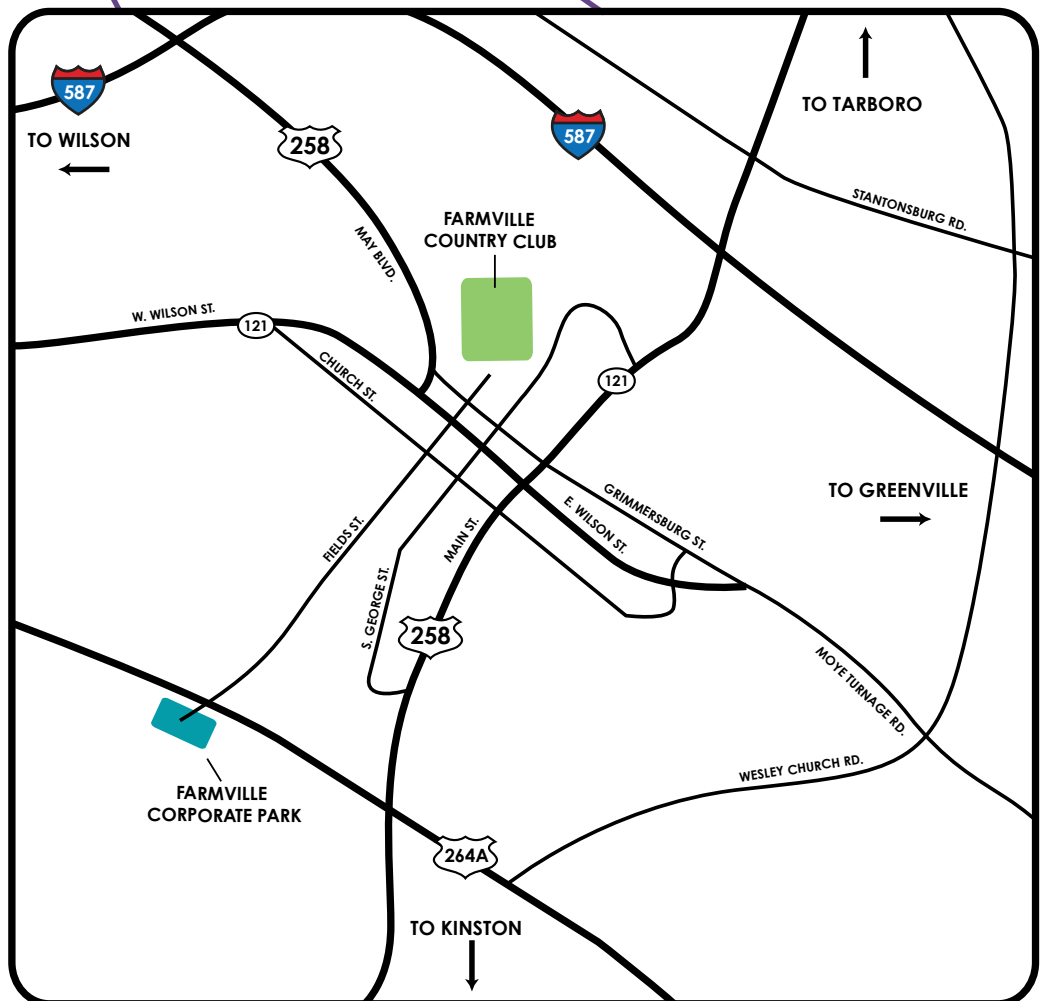 587
TO WILSON
258
587
TO TARBORO
STANTONSBURG RD.
FARMVILLE
COUNTRY CLUB
MAY BLVD.
W. WILSON ST.
121
CHURCH ST.
121
TO GREENVILLE
GRIMMERSBURG ST.
E. WILSON ST.
FIELDS ST.
MAIN ST.
S. GEORGE ST.
258
MOYE TURNAGE RD.
WESLEY CHURCH RD.
FARMVILLE
CORPORATE PARK
264A
TO KINSTON